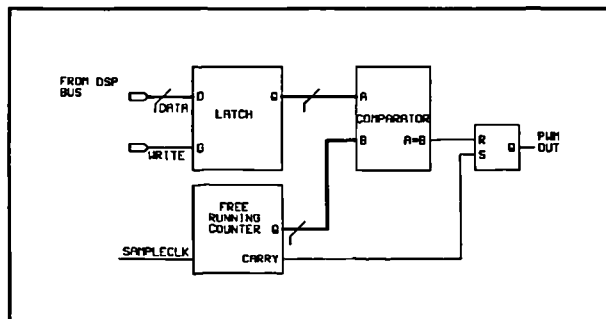 FROM DSP
BUS
DATA
WRITE
D
Q
LATCH
G
A
COMPARATOR
B
A=B
R
S
Q
PWM
OUT
FREE
RUNNING
COUNTER
Q
SAMPLECLK
CARRY